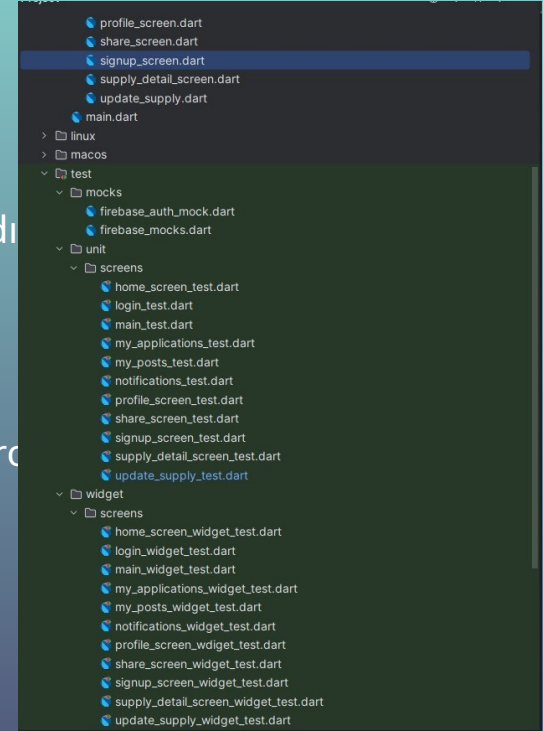 profile_screen.dart
share_screen.dart
signup_screen.dart
supply_detail_screen.dart
update_supply.dart
main.dart
linux
macos
test
mocks
firebase_auth_mock.dart
firebase_mocks.dart
unit
screens
home_screen_test.dart
login_test.dart
main_test.dart
my_applications_test.dart
my_posts_test.dart
notifications_test.dart
profile_screen_test.dart
share_screen_test.dart
signup_screen_test.dart
supply_detail_screen_test.dart
update_supply_test.dart
widget
screens
home_screen_widget_test.dart
login_widget_test.dart
main_widget_test.dart
my_applications_widget_test.dart
my_posts_widget_test.dart
notifications_widget_test.dart
profile_screen_wdiget_test.dart
share_screen_widget_test.dart
signup_screen_widget_test.dart
supply_detail_screen_widget_test.dart
update_supply_widget_test.dart